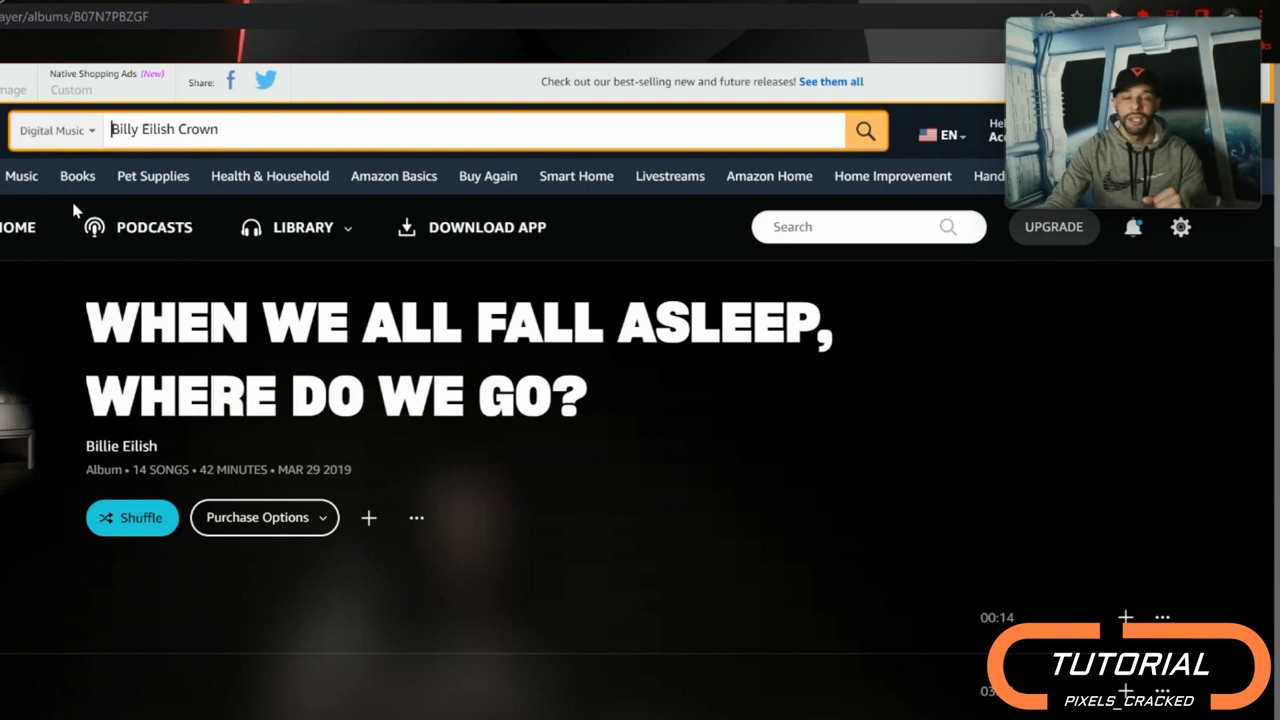 ayer/albums/B07N7PBZGF
Native Shopping Ads (New)
mage
Custom
Share:
Check out our best-selling new and future releases! See them all
Digital Music
Billy Eilish Crown
EN
Hel
Acc
Music Books Pet Supplies Health & Household Amazon Basics Buy Again Smart Home Livestreams Amazon Home Home Improvement Hand
HOME PODCASTS LIBRARY DOWNLOAD APP Search UPGRADE
WHEN WE ALL FALL ASLEEP,
WHERE DO WE GO?
Billie Eilish
Album • 14 SONGS • 42 MINUTES • MAR 29 2019
Shuffle Purchase Options
00:14
TUTORIAL
PIXELS_CRACKED